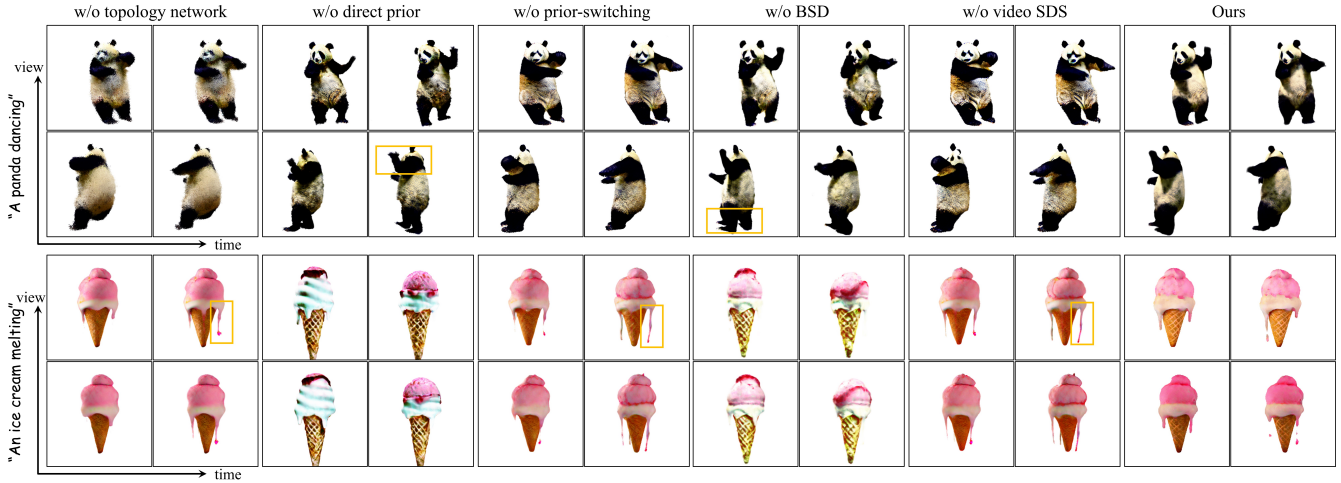 w/o topology network
w/o direct prior
w/o prior-switching
w/o BSD
w/o video SDS
Ours
view
"A panda dancing"
time
view
"An ice cream melting"
time